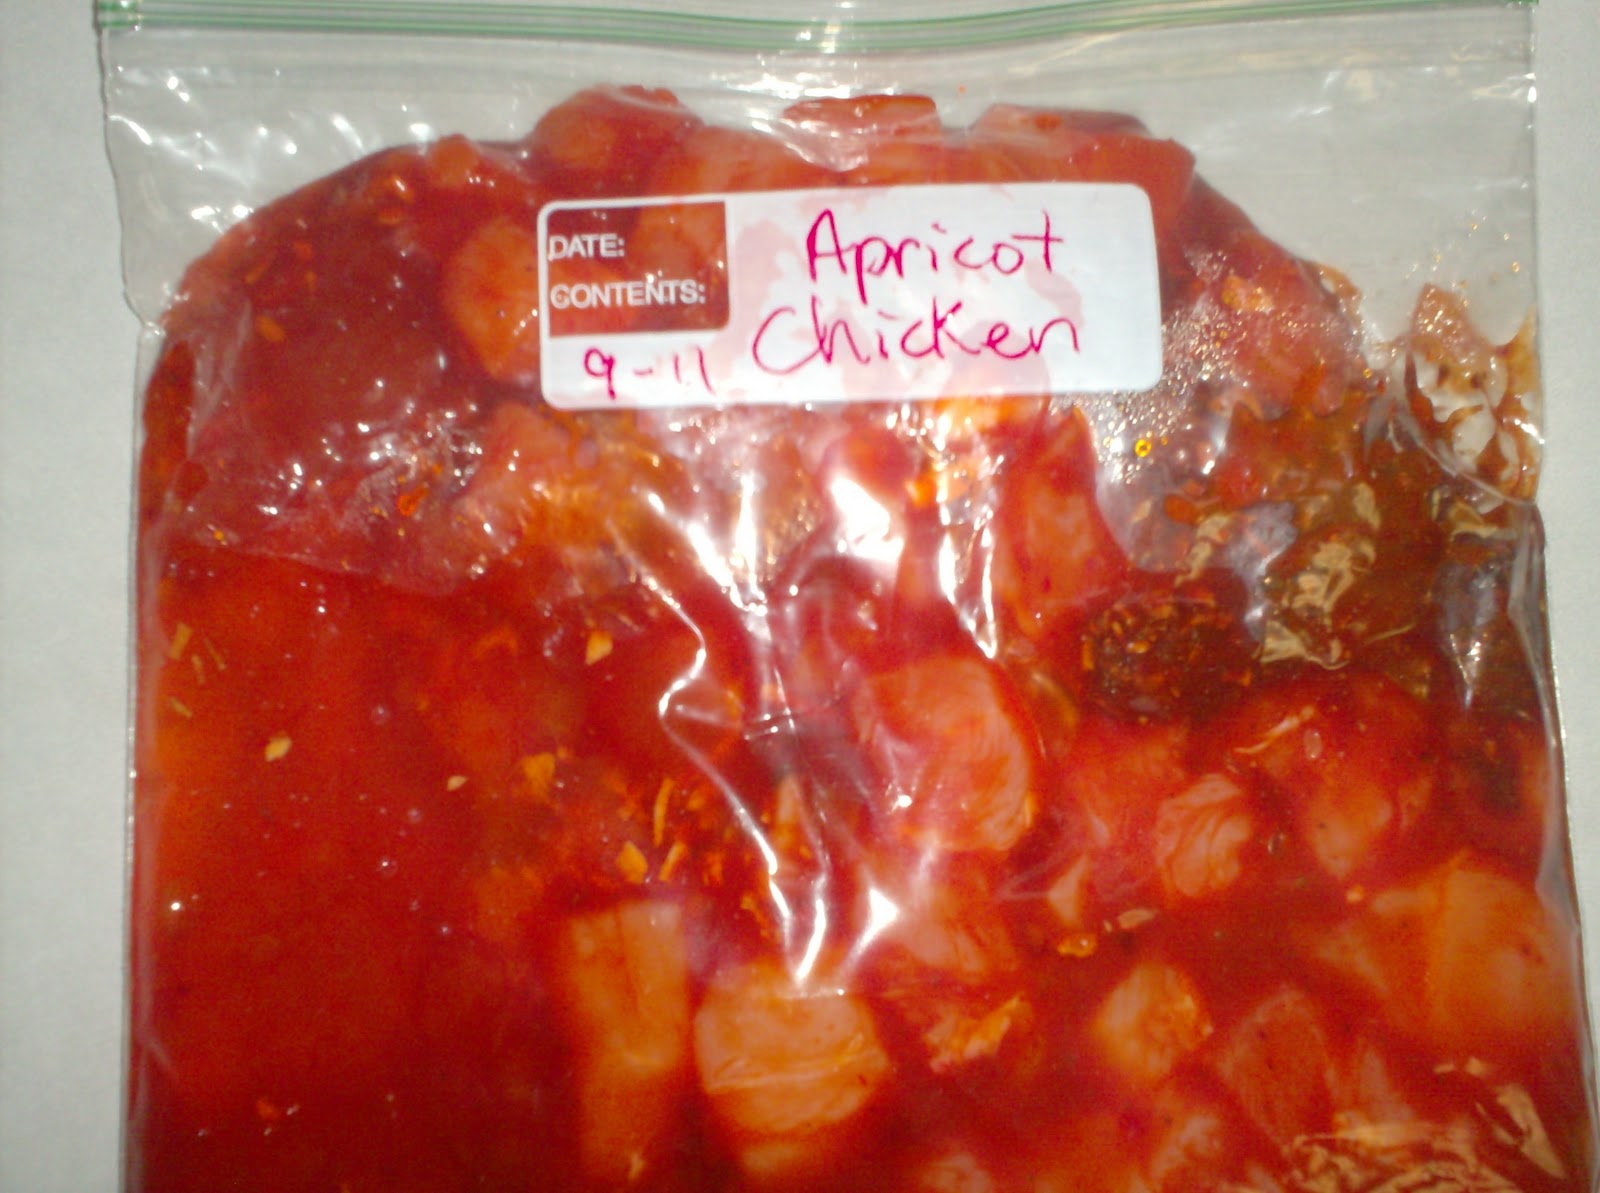 DATE:
CONTENTS:
Apricot
Chicken
9-11